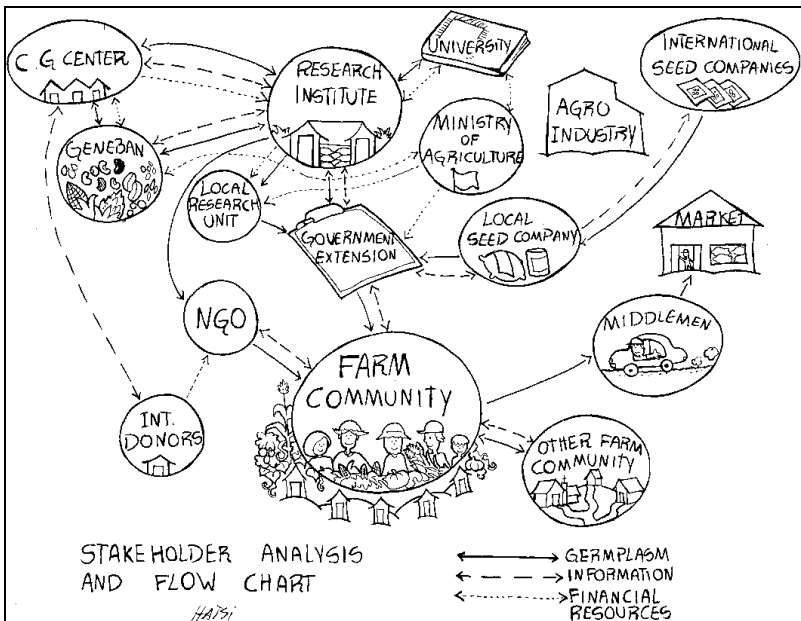 C.G CENTER
RESEARCH
INSTITUTE
UNIVERSITY
INTERNATIONAL
SEED COMPANIES
AGRO
INDUSTRY
MINISTRY
OF
AGRICULTURE
GENEBAN
LOCAL
RESEARCH
UNIT
GOVERNMENT
EXTENSION
LOCAL
SEED COMPANY
MARKET
NGO
MIDDLEMEN
FARM
COMMUNITY
INT.
DONORS
OTHER FARM
COMMUNITY
STAKEHOLDER ANALYSIS
AND FLOW CHART
GERMPLASM
INFORMATION
FINANCIAL
RESOURCES